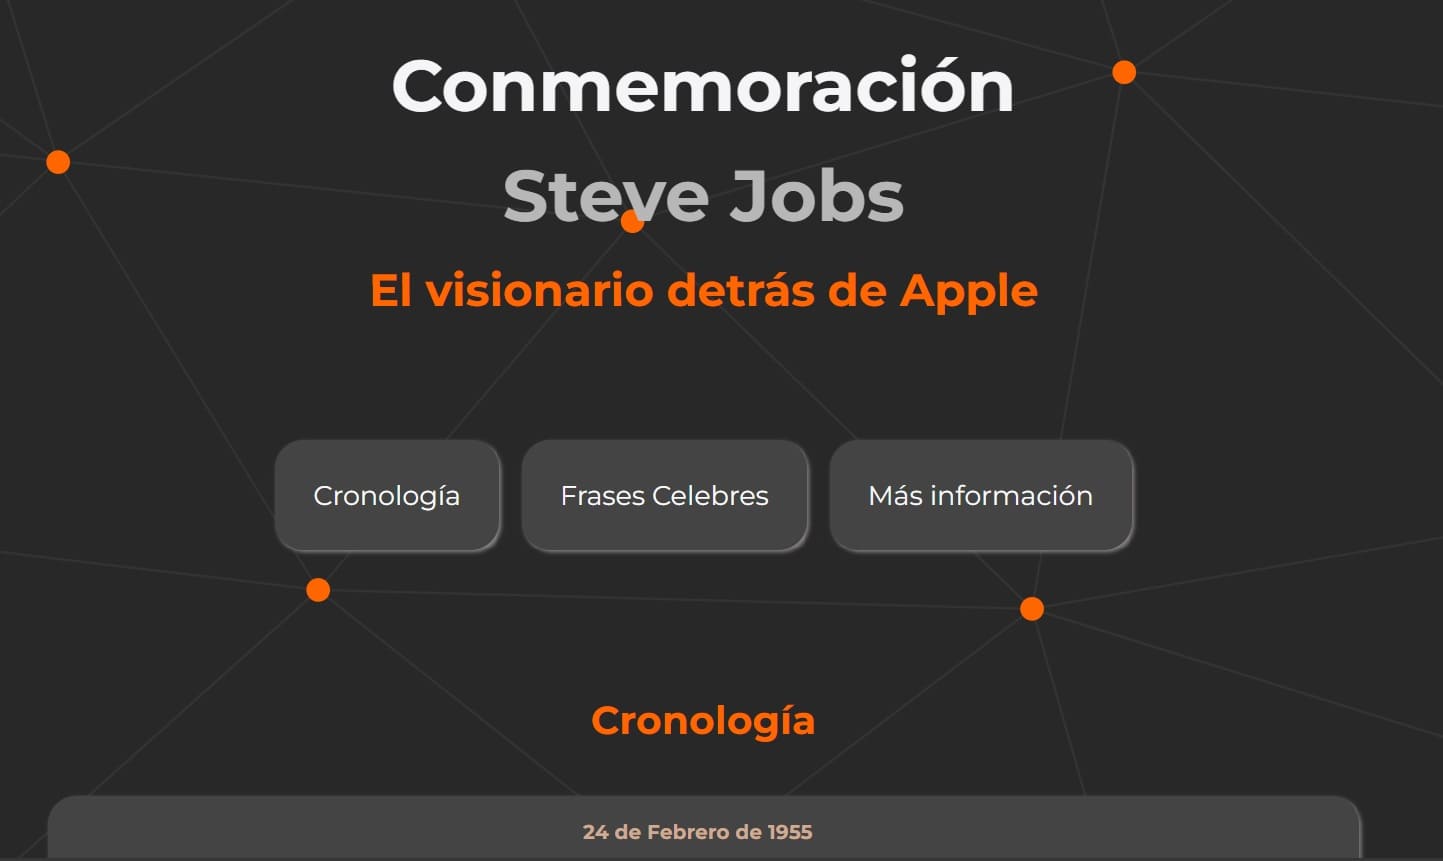 Conmemoración
Steve Jobs
El visionario detrás de Apple
Cronología
Frases Celebres
Más información
Cronología
24 de Febrero de 1955